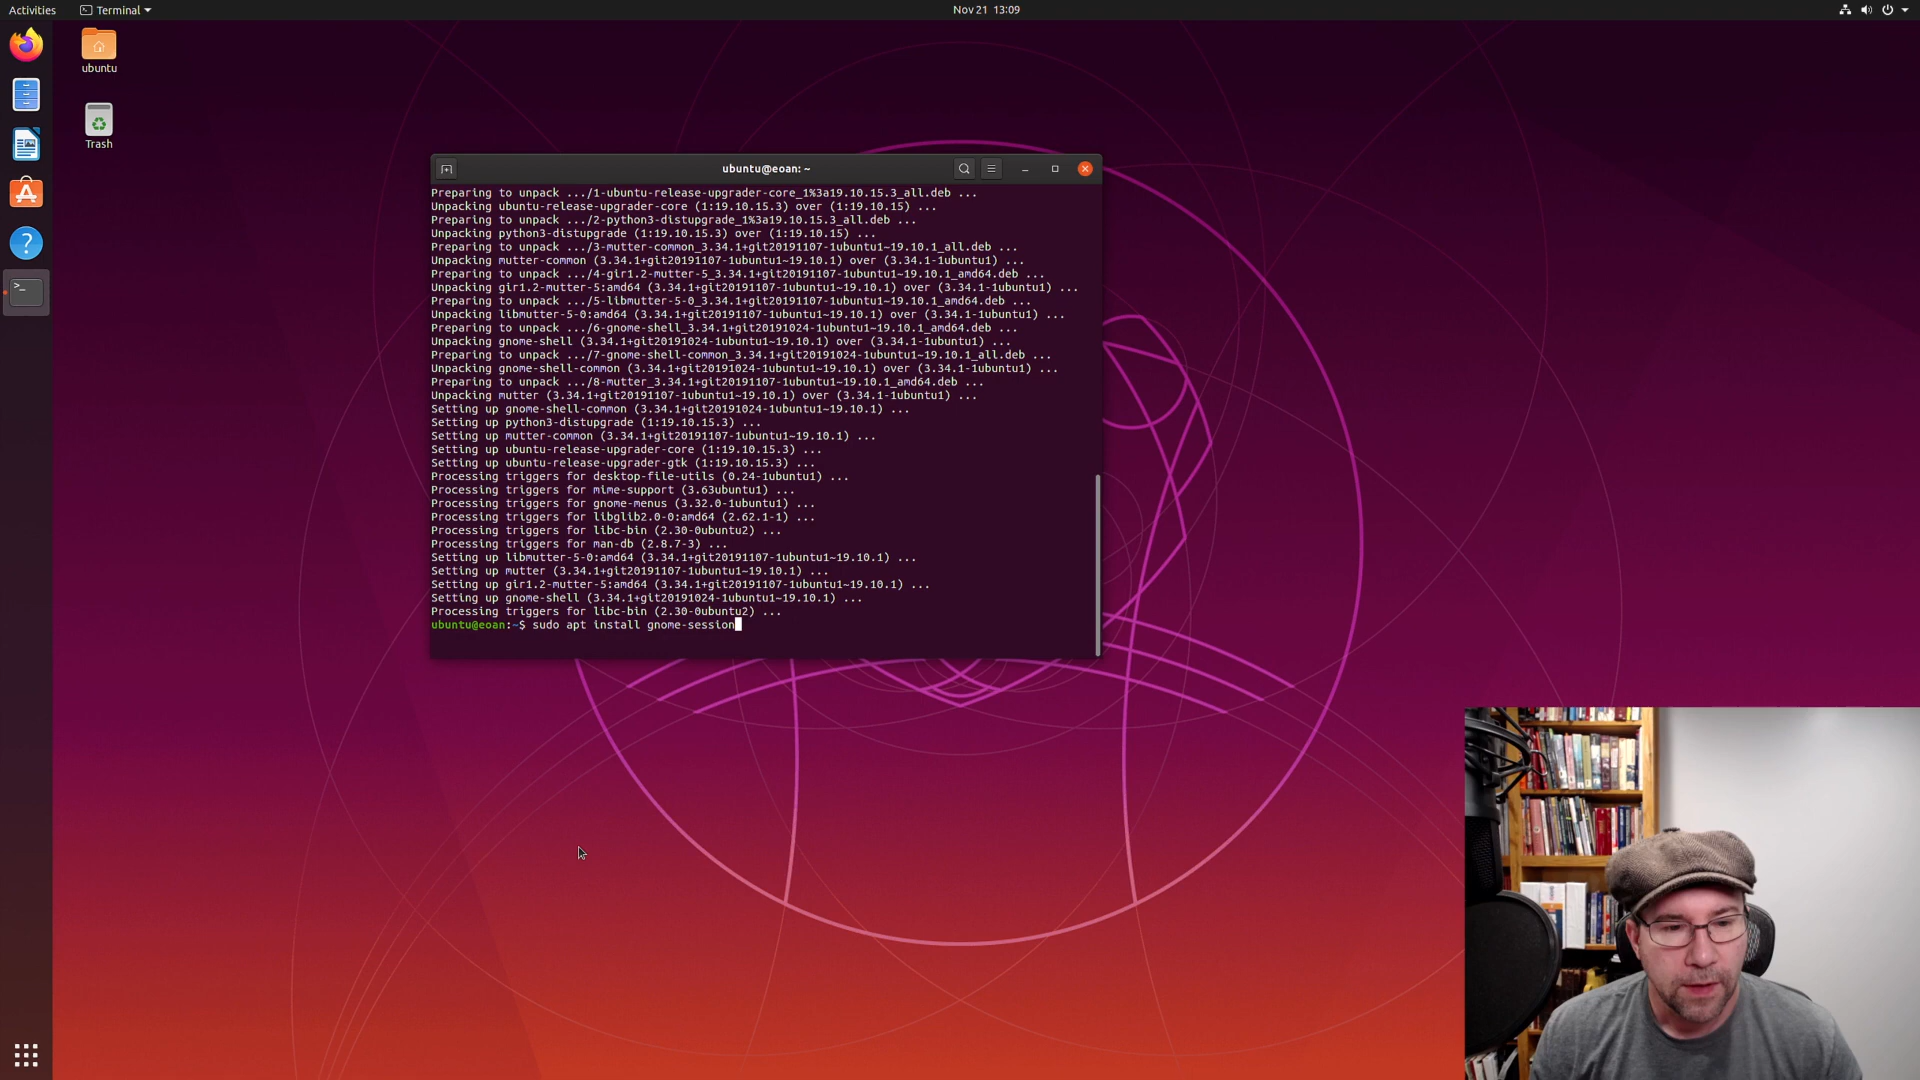 Activities
Terminal
Nov 21 13:09
ubuntu
Trash
ubuntu@eoan: ~
Preparing to unpack .../1-ubuntu-release-upgrader-core_1%3a19.10.15.3_all.deb ...
Unpacking ubuntu-release-upgrader-core (1:19.10.15.3) over (1:19.10.15) ...
Preparing to unpack .../2-python3-distupgrade_1%3a19.10.15.3_all.deb ...
Unpacking python3-distupgrade (1:19.10.15.3) over (1:19.10.15) ...
Preparing to unpack .../3-mutter-common_3.34.1+git20191107-1ubuntu1~19.10.1_all.deb ...
Unpacking mutter-common (3.34.1+git20191107-1ubuntu1~19.10.1) over (3.34.1-1ubuntu1) ...
Preparing to unpack .../4-gir1.2-mutter-5_3.34.1+git20191107-1ubuntu1~19.10.1_amd64.deb ...
Unpacking gir1.2-mutter-5:amd64 (3.34.1+git20191107-1ubuntu1~19.10.1) over (3.34.1-1ubuntu1) ...
Preparing to unpack .../5-libmutter-5-0_3.34.1+git20191107-1ubuntu1~19.10.1_amd64.deb ...
Unpacking libmutter-5-0:amd64 (3.34.1+git20191107-1ubuntu1~19.10.1) over (3.34.1-1ubuntu1) ...
Preparing to unpack .../6-gnome-shell_3.34.1+git20191024-1ubuntu1~19.10.1_amd64.deb ...
Unpacking gnome-shell (3.34.1+git20191024-1ubuntu1~19.10.1) over (3.34.1-1ubuntu1) ...
Preparing to unpack .../7-gnome-shell-common_3.34.1+git20191024-1ubuntu1~19.10.1_all.deb ...
Unpacking gnome-shell-common (3.34.1+git20191024-1ubuntu1~19.10.1) over (3.34.1-1ubuntu1) ...
Preparing to unpack .../8-mutter_3.34.1+git20191107-1ubuntu1~19.10.1_amd64.deb ...
Unpacking mutter (3.34.1+git20191107-1ubuntu1~19.10.1) over (3.34.1-1ubuntu1) ...
Setting up gnome-shell-common (3.34.1+git20191024-1ubuntu1~19.10.1) ...
Setting up python3-distupgrade (1:19.10.15.3) ...
Setting up mutter-common (3.34.1+git20191107-1ubuntu1~19.10.1) ...
Setting up ubuntu-release-upgrader-core (1:19.10.15.3) ...
Setting up ubuntu-release-upgrader-gtk (1:19.10.15.3) ...
Processing triggers for desktop-file-utils (0.24-1ubuntu1) ...
Processing triggers for mime-support (3.63ubuntu1) ...
Processing triggers for gnome-menus (3.32.0-1ubuntu1) ...
Processing triggers for libglib2.0-0:amd64 (2.62.1-1) ...
Processing triggers for libc-bin (2.30-0ubuntu2) ...
Processing triggers for man-db (2.8.7-3) ...
Setting up libmutter-5-0:amd64 (3.34.1+git20191107-1ubuntu1~19.10.1) ...
Setting up mutter (3.34.1+git20191107-1ubuntu1~19.10.1) ...
Setting up gir1.2-mutter-5:amd64 (3.34.1+git20191107-1ubuntu1~19.10.1) ...
Setting up gnome-shell (3.34.1+git20191024-1ubuntu1~19.10.1) ...
Processing triggers for libc-bin (2.30-0ubuntu2) ...
ubuntu@eoan:~$ sudo apt install gnome-session